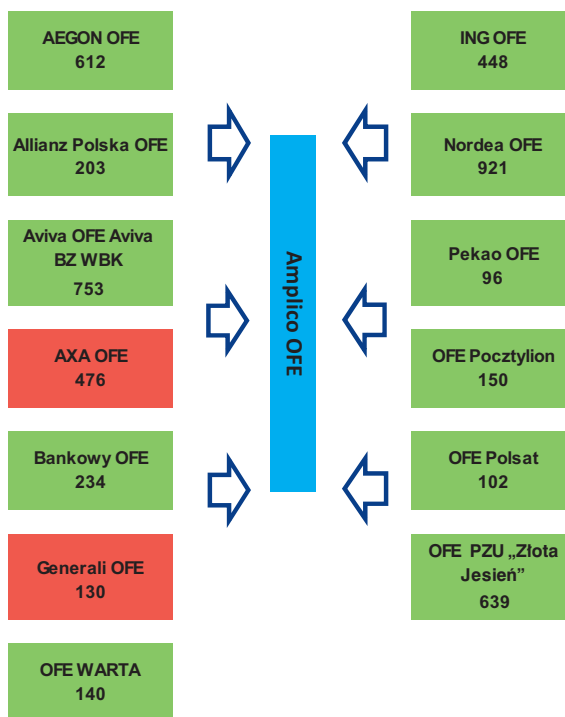 AEGON OFE
612
Allianz Polska OFE
203
Aviva OFE Aviva
BZ WBK
753
AXA OFE
476
Bankowy OFE
234
Generali OFE
130
OFE WARTA
140
Amplico OFE
ING OFE
448
Nordea OFE
921
Pekao OFE
96
OFE Pocztylion
150
OFE Polsat
102
OFE PZU „Złota
Jesień”
639